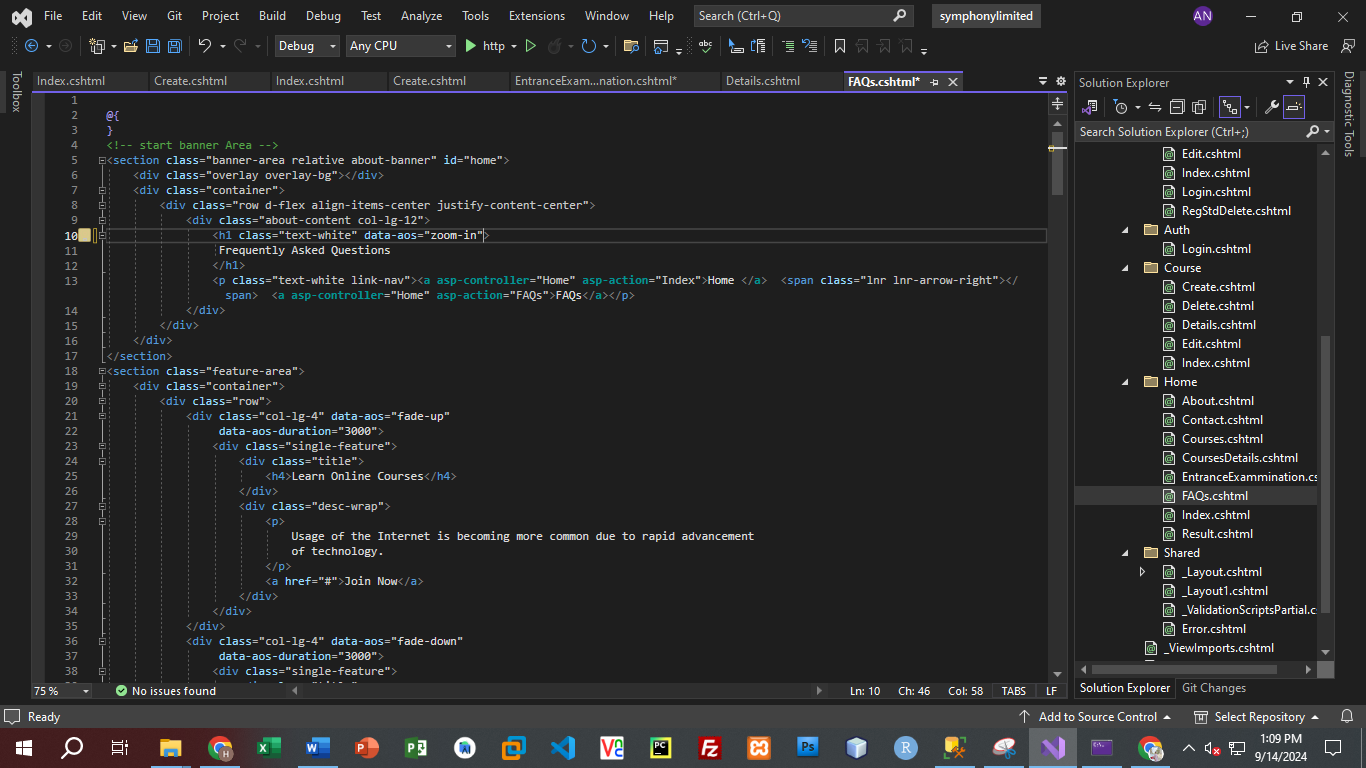 File Edit View Git Project Build Debug Test Analyze Tools Extensions Window Help Search (Ctrl+Q) symphonylimited AN
Debug Any CPU http Live Share
Toolbox
Index.cshtml Create.cshtml Index.cshtml Create.cshtml EntranceExam...nation.cshtml* Details.cshtml FAQs.cshtml*
1
2 @{
3 }
4 <!-- start banner Area -->
5 <section class="banner-area relative about-banner" id="home">
6 <div class="overlay overlay-bg"></div>
7 <div class="container">
8 <div class="row d-flex align-items-center justify-content-center">
9 <div class="about-content col-lg-12">
10 <h1 class="text-white" data-aos="zoom-in">
11 Frequently Asked Questions
12 </h1>
13 <p class="text-white link-nav"><a asp-controller="Home" asp-action="Index">Home </a> <span class="lnr lnr-arrow-right"></
span> <a asp-controller="Home" asp-action="FAQs">FAQs</a></p>
14 </div>
15 </div>
16 </div>
17 </section>
18 <section class="feature-area">
19 <div class="container">
20 <div class="row">
21 <div class="col-lg-4" data-aos="fade-up"
22 data-aos-duration="3000">
23 <div class="single-feature">
24 <div class="title">
25 <h4>Learn Online Courses</h4>
26 </div>
27 <div class="desc-wrap">
28 <p>
29 Usage of the Internet is becoming more common due to rapid advancement
30 of technology.
31 </p>
32 <a href="#">Join Now</a>
33 </div>
34 </div>
35 </div>
36 <div class="col-lg-4" data-aos="fade-down"
37 data-aos-duration="3000">
38 <div class="single-feature">
75 % No issues found Ln: 10 Ch: 46 Col: 58 TABS LF
Solution Explorer
Search Solution Explorer (Ctrl+;)
Edit.cshtml
Index.cshtml
Login.cshtml
RegStdDelete.cshtml
Auth
Login.cshtml
Course
Create.cshtml
Delete.cshtml
Details.cshtml
Edit.cshtml
Index.cshtml
Home
About.cshtml
Contact.cshtml
Courses.cshtml
CoursesDetails.cshtml
EntranceExammination.cs
FAQs.cshtml
Index.cshtml
Result.cshtml
Shared
_Layout.cshtml
_Layout1.cshtml
_ValidationScriptsPartial.c
Error.cshtml
_ViewImports.cshtml
Solution Explorer Git Changes
Diagnostic Tools
Ready Add to Source Control Select Repository
1:09 PM
9/14/2024